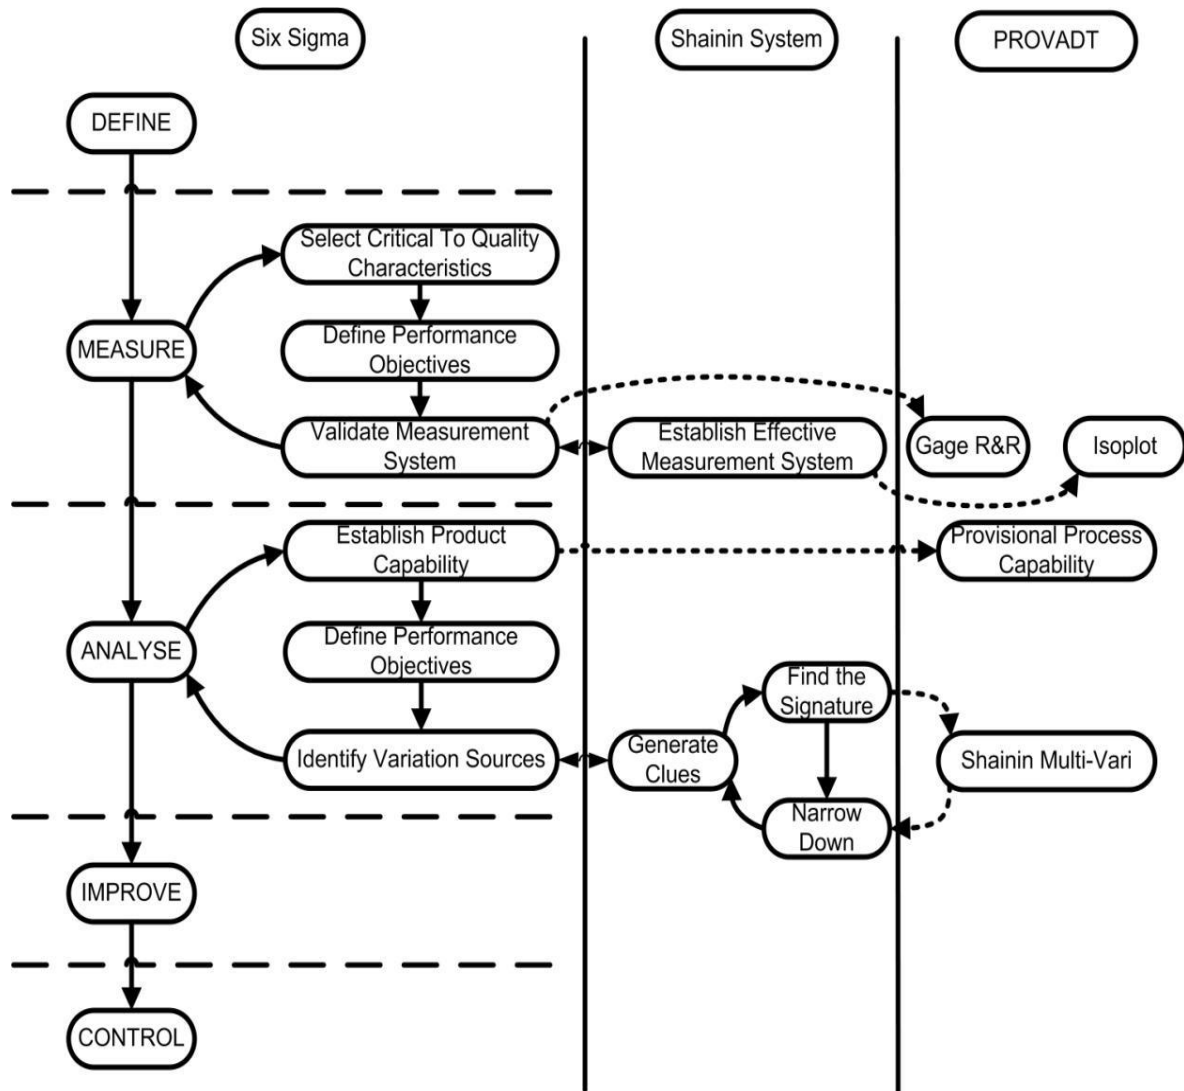 Six Sigma
Shainin System
PROVADT
DEFINE
Select Critical To Quality
Characteristics
MEASURE
Define Performance
Objectives
Validate Measurement
System
Establish Effective
Measurement System
Gage R&R
Isoplot
Establish Product
Capability
Provisional Process
Capability
ANALYSE
Define Performance
Objectives
Find the
Signature
Identify Variation Sources
Generate
Clues
Shainin Multi-Vari
Narrow
Down
IMPROVE
CONTROL